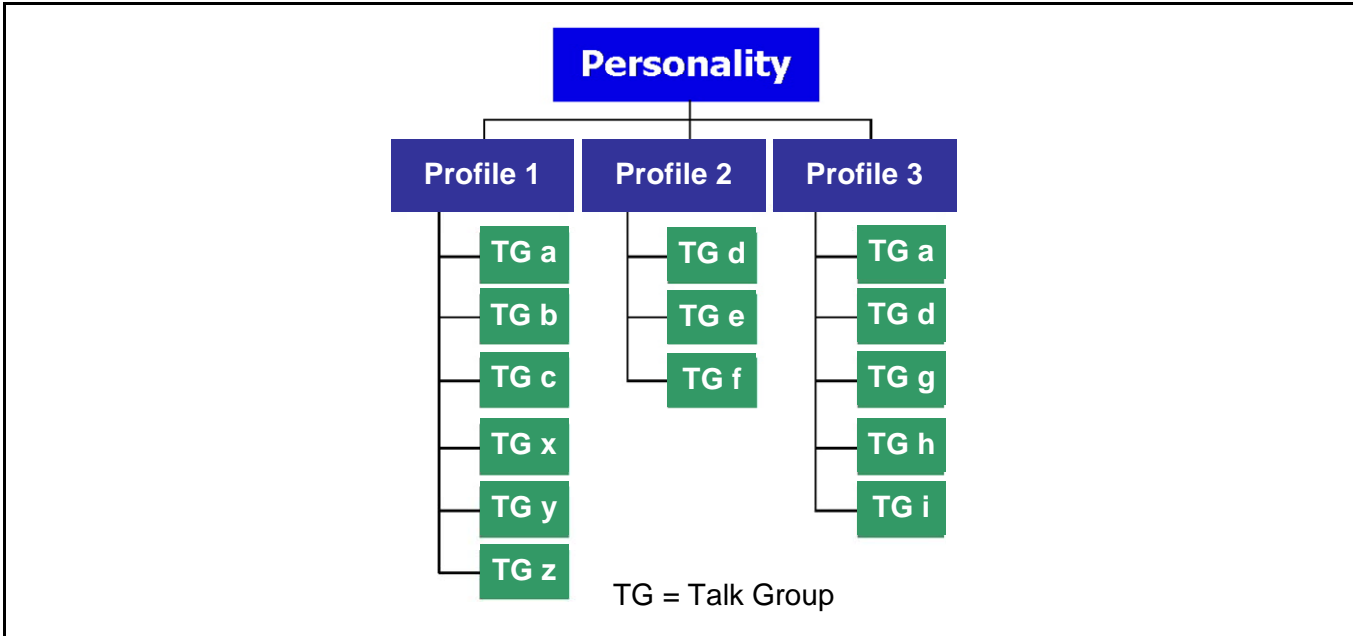 Personality
Profile 1
Profile 2
Profile 3
TG a
TG b
TG c
TG x
TG y
TG z
TG d
TG e
TG f
TG a
TG d
TG g
TG h
TG i
TG = Talk Group